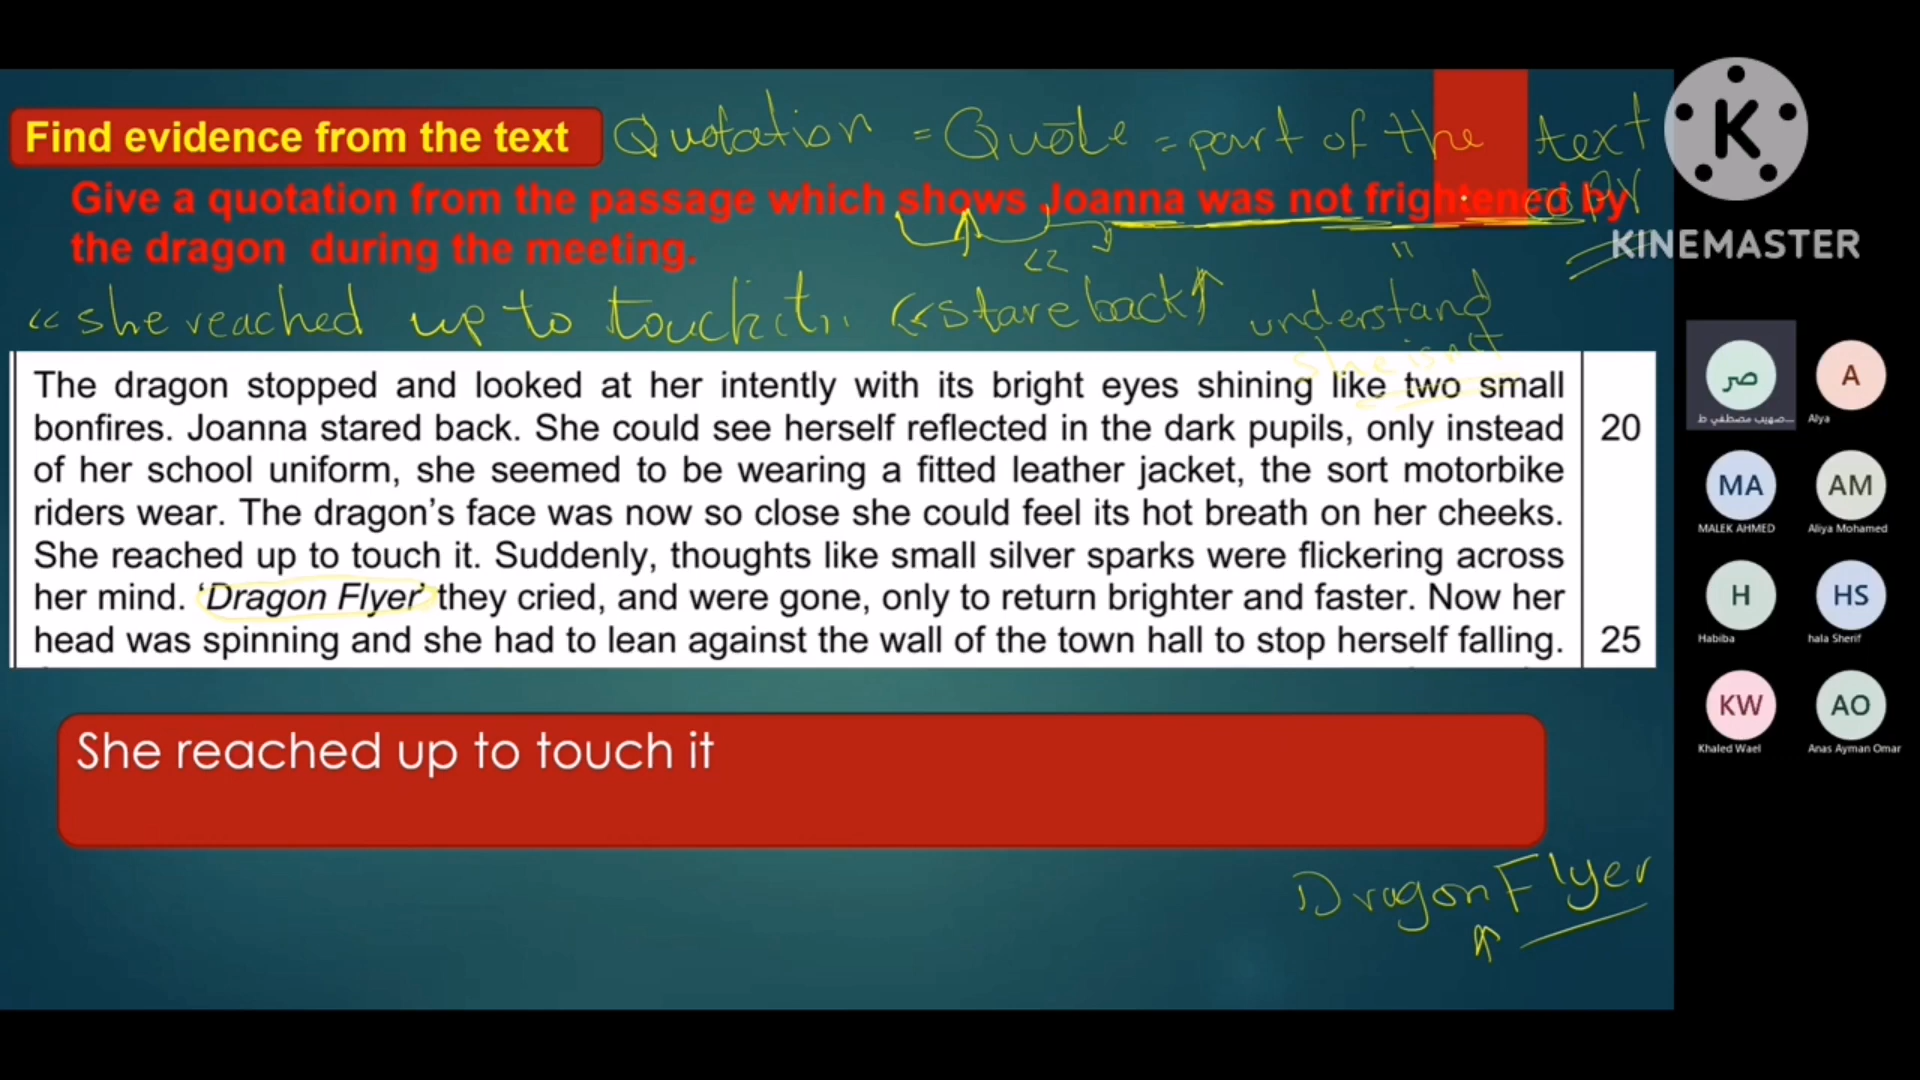 Find evidence from the text
Quotation = Quote = part of the text
copy
Give a quotation from the passage which shows Joanna was not frightened by
the dragon during the meeting.
KINEMASTER
<< she reached up to touch it,, << stare back
understand
she is not
The dragon stopped and looked at her intently with its bright eyes shining like two small
bonfires. Joanna stared back. She could see herself reflected in the dark pupils, only instead
20
of her school uniform, she seemed to be wearing a fitted leather jacket, the sort motorbike
riders wear. The dragon’s face was now so close she could feel its hot breath on her cheeks.
She reached up to touch it. Suddenly, thoughts like small silver sparks were flickering across
her mind. ‘Dragon Flyer’ they cried, and were gone, only to return brighter and faster. Now her
head was spinning and she had to lean against the wall of the town hall to stop herself falling.
25
She reached up to touch it
Dragon Flyer
K
صر
صهيب مصطفي ط...
A
Aliya
MA
MALEK AHMED
AM
Aliya Mohamed
H
Habiba
HS
hala Sherif
KW
Khaled Wael
AO
Anas Ayman Omar